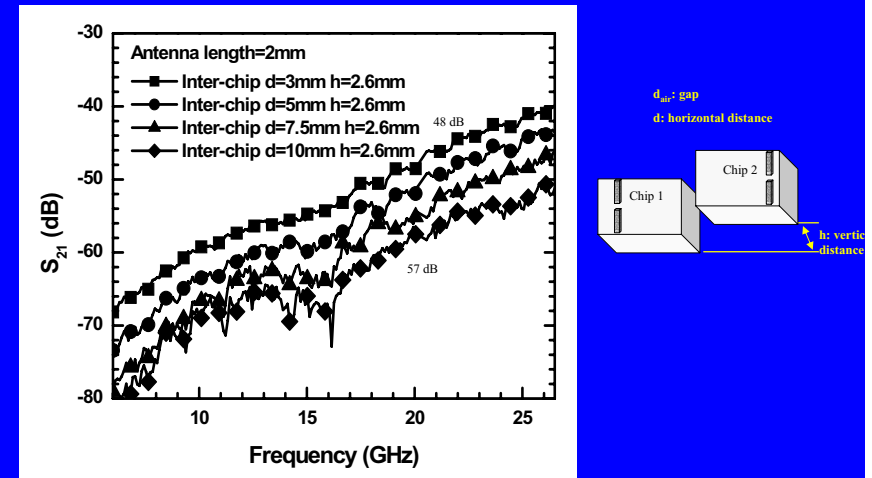 -30
-40
-50
-60
-70
-80
S21 (dB)
Antenna length=2mm
Inter-chip d=3mm h=2.6mm
Inter-chip d=5mm h=2.6mm
Inter-chip d=7.5mm h=2.6mm
Inter-chip d=10mm h=2.6mm
48 dB
57 dB
10 15 20 25
Frequency (GHz)
dair: gap
d: horizontal distance
Chip 1
Chip 2
h: vertic
distance